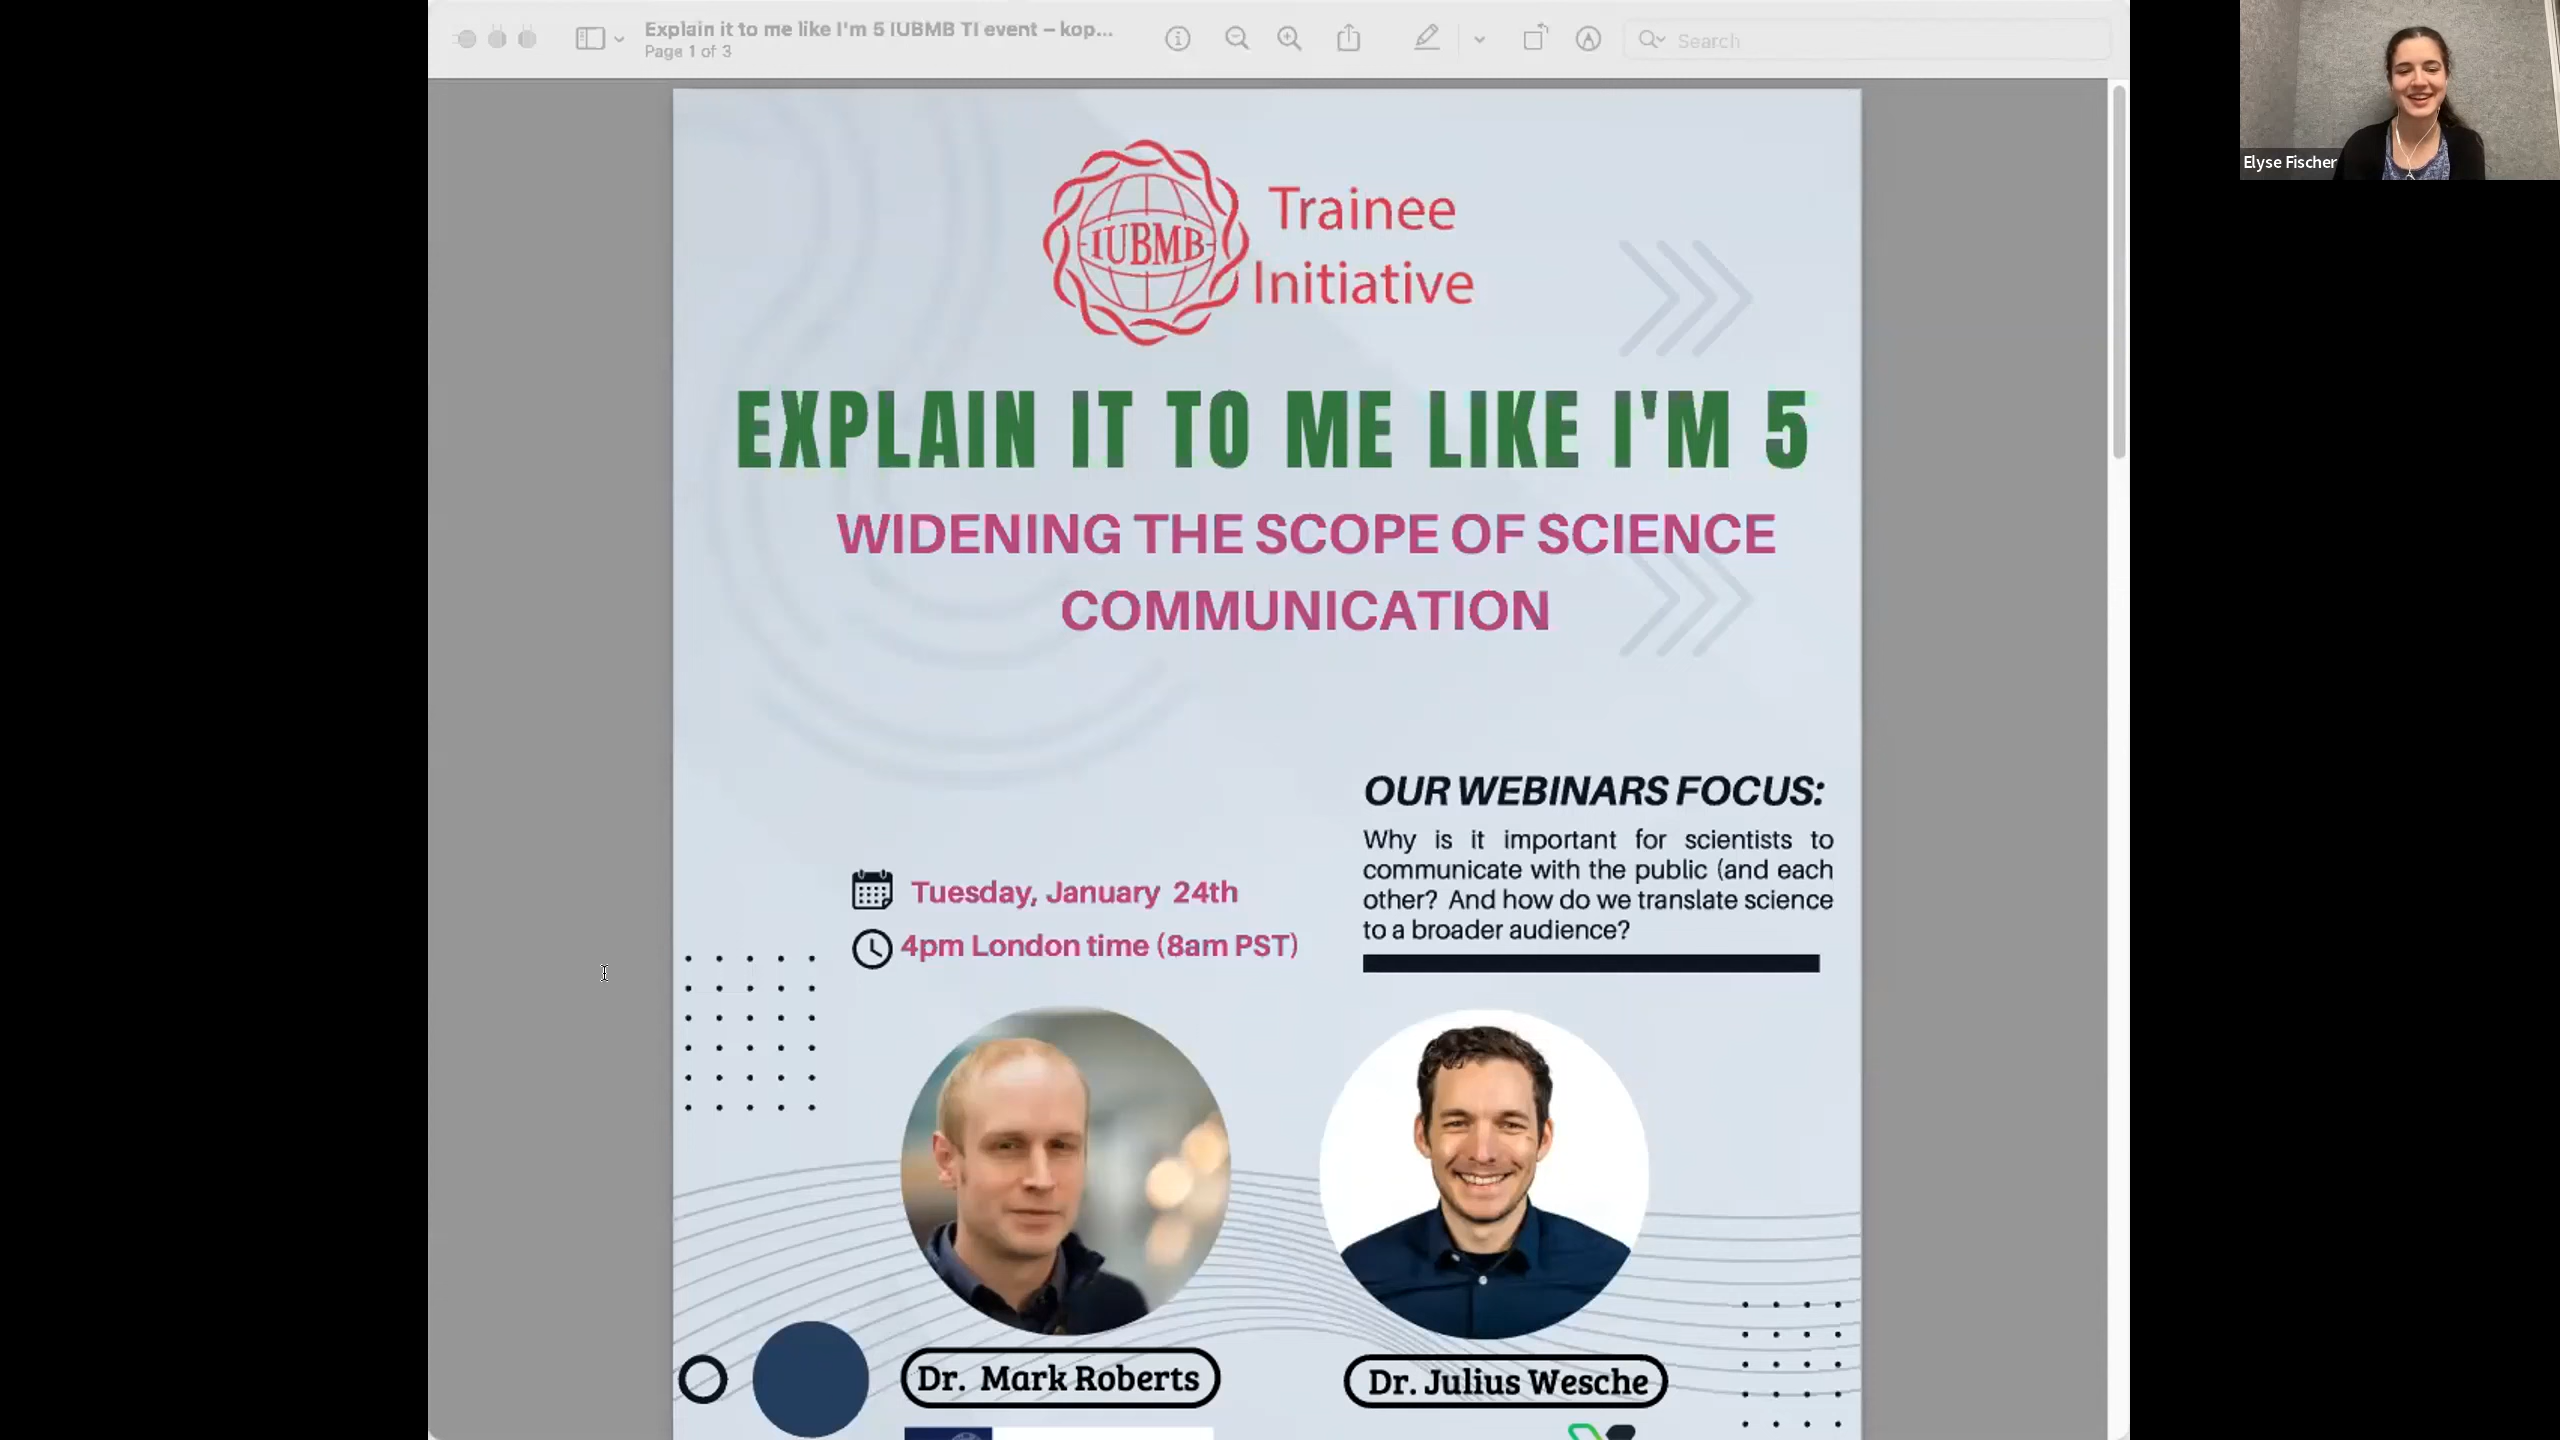 Explain it to me like I'm 5 IUBMB TI event – kop...
Page 1 of 3
Search
Elyse Fischer
IUBMB
Trainee
Initiative
EXPLAIN IT TO ME LIKE I'M 5
WIDENING THE SCOPE OF SCIENCE
COMMUNICATION
OUR WEBINARS FOCUS:
Why is it important for scientists to
communicate with the public (and each
other? And how do we translate science
to a broader audience?
Tuesday, January 24th
4pm London time (8am PST)
Dr. Mark Roberts
Dr. Julius Wesche